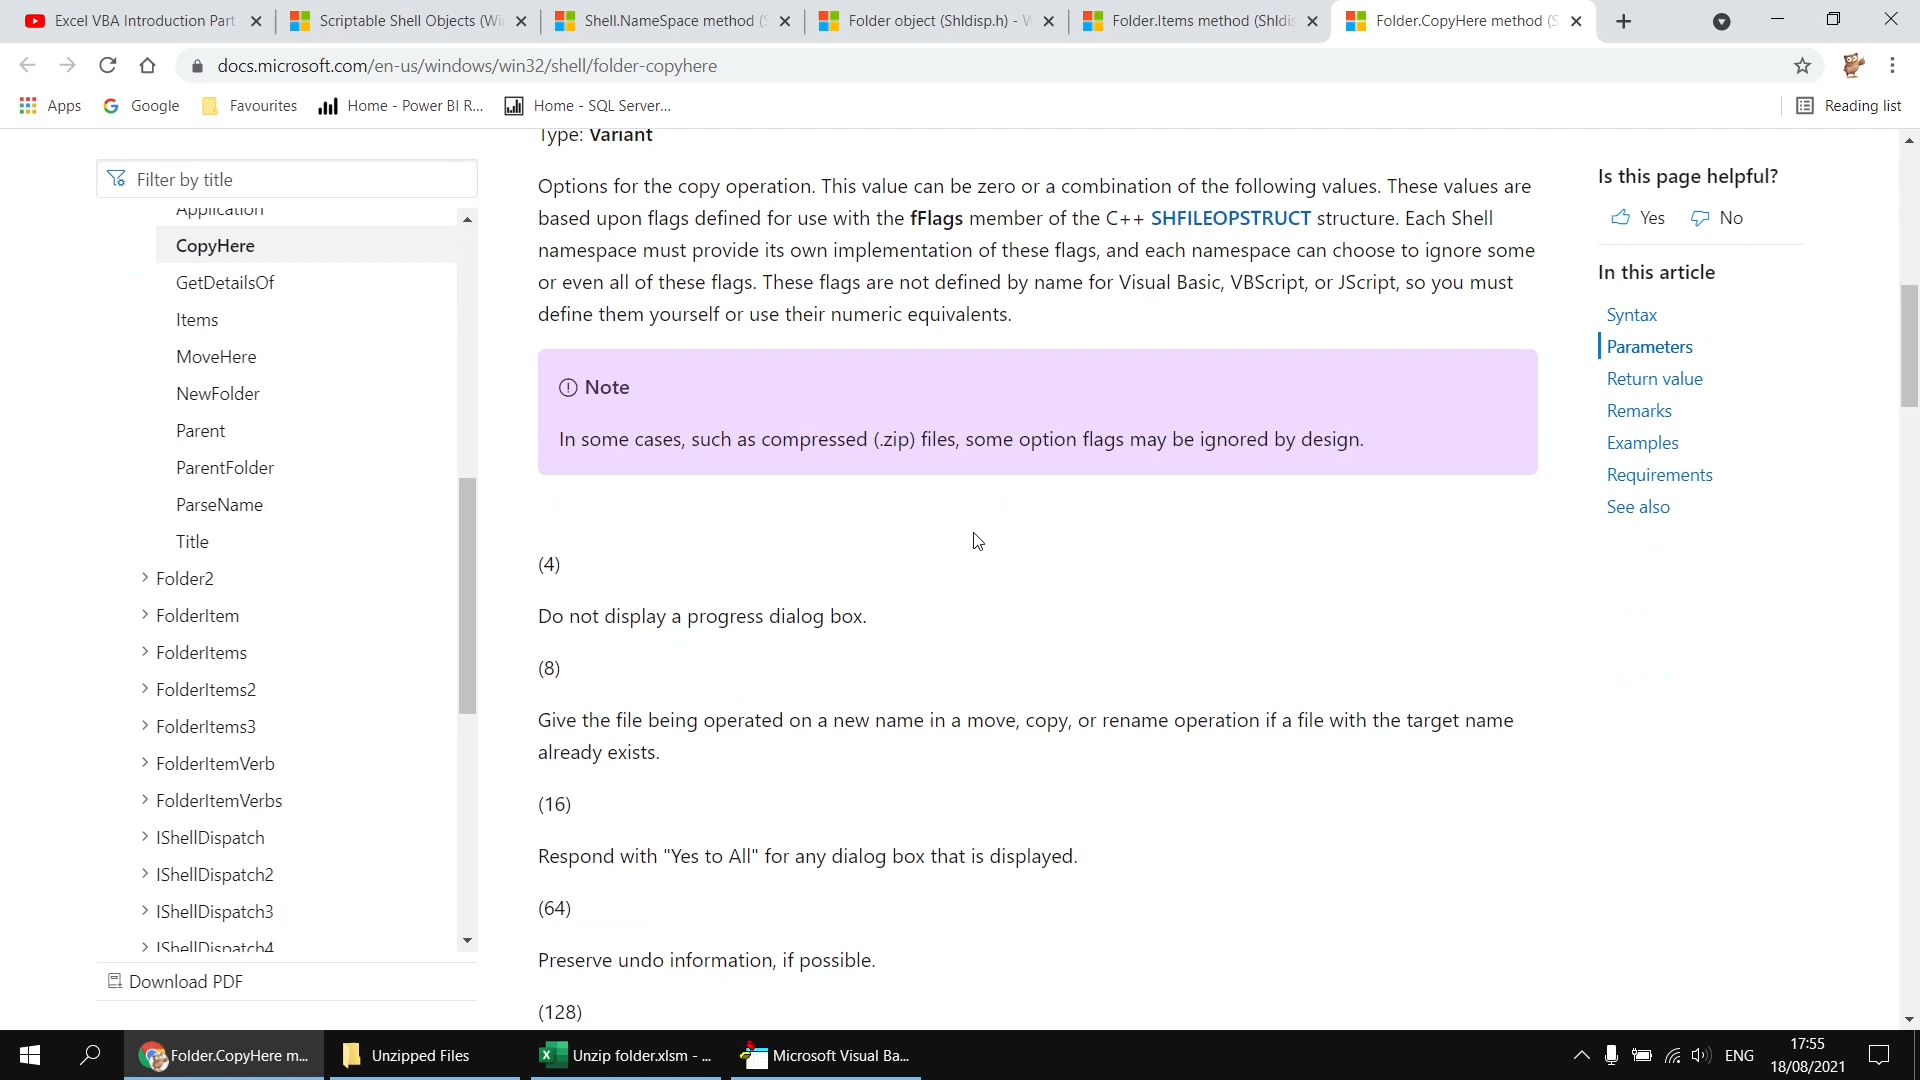 Excel VBA Introduction Part
Scriptable Shell Objects (Wi
Shell.NameSpace method (S
Folder object (Shldisp.h) - W
Folder.Items method (Shldis
Folder.CopyHere method (S
docs.microsoft.com/en-us/windows/win32/shell/folder-copyhere
Apps
Google
Favourites
Home - Power BI R...
Home - SQL Server...
Reading list
Filter by title
Application
CopyHere
GetDetailsOf
Items
MoveHere
NewFolder
Parent
ParentFolder
ParseName
Title
Folder2
FolderItem
FolderItems
FolderItems2
FolderItems3
FolderItemVerb
FolderItemVerbs
IShellDispatch
IShellDispatch2
IShellDispatch3
IShellDispatch4
Download PDF
Type: Variant
Options for the copy operation. This value can be zero or a combination of the following values. These values are
based upon flags defined for use with the fFlags member of the C++ SHFILEOPSTRUCT structure. Each Shell
namespace must provide its own implementation of these flags, and each namespace can choose to ignore some
or even all of these flags. These flags are not defined by name for Visual Basic, VBScript, or JScript, so you must
define them yourself or use their numeric equivalents.
Note
In some cases, such as compressed (.zip) files, some option flags may be ignored by design.
(4)
Do not display a progress dialog box.
(8)
Give the file being operated on a new name in a move, copy, or rename operation if a file with the target name
already exists.
(16)
Respond with "Yes to All" for any dialog box that is displayed.
(64)
Preserve undo information, if possible.
(128)
Is this page helpful?
Yes
No
In this article
Syntax
Parameters
Return value
Remarks
Examples
Requirements
See also
Folder.CopyHere m...
Unzipped Files
Unzip folder.xlsm - ...
Microsoft Visual Ba...
ENG
17:55
18/08/2021